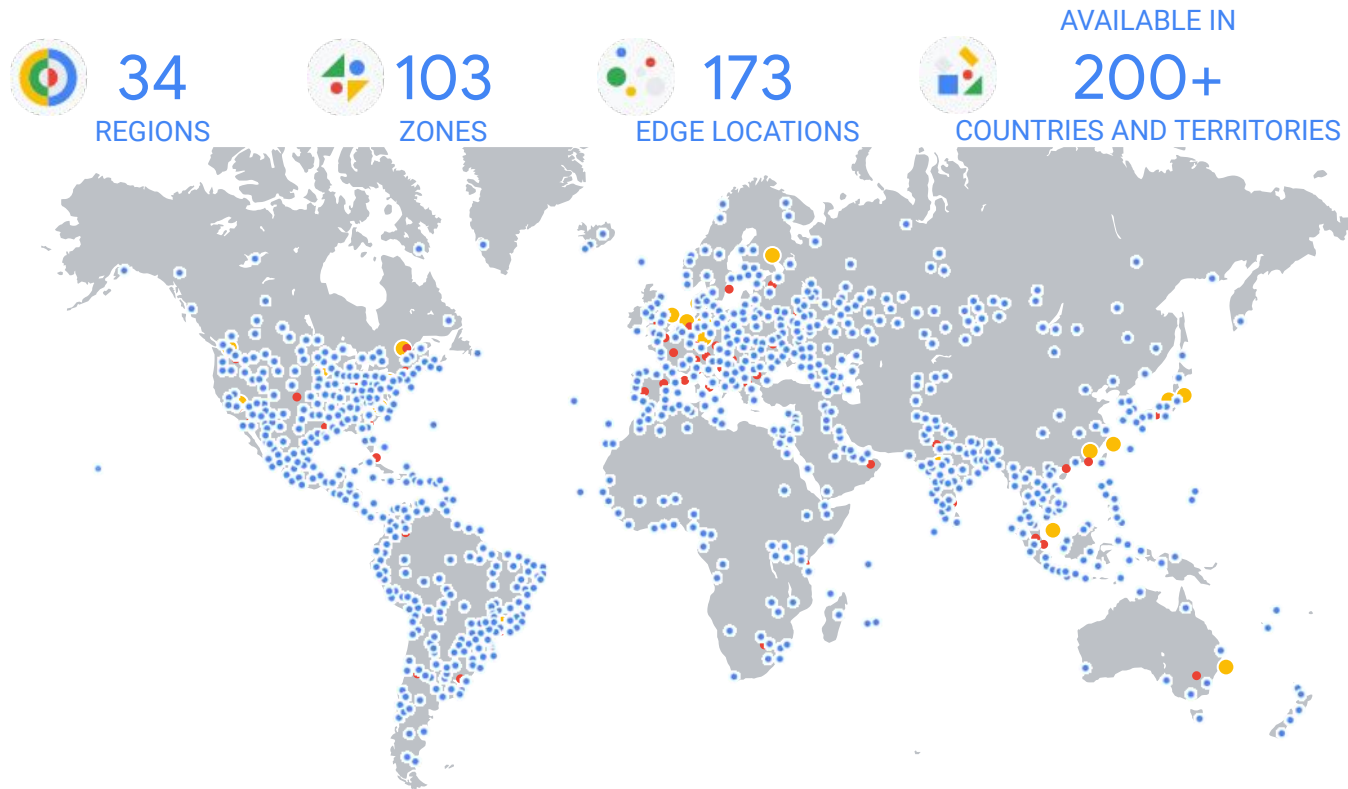 AVAILABLE IN
34
103
173
200+
REGIONS
ZONES
EDGE LOCATIONS
COUNTRIES AND TERRITORIES